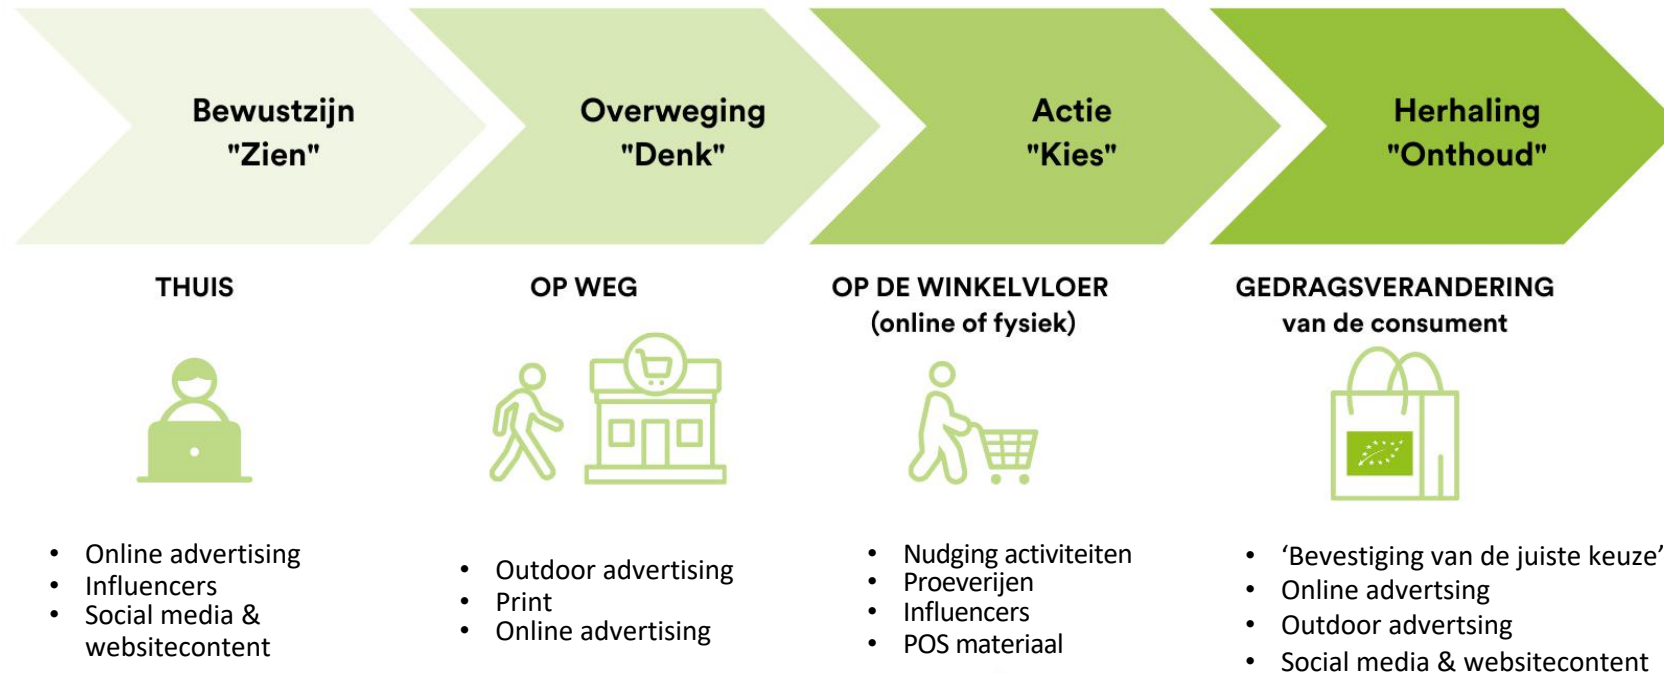 Bewustzijn
"Zien"
Overweging
"Denk"
Actie
"Kies"
Herhaling
"Onthoud"
THUIS
OP WEG
OP DE WINKELVLOER
(online of fysiek)
GEDRAGSVERANDERING
van de consument
• Online advertising
• Influencers
• Social media &
websitecontent
• Outdoor advertising
• Print
• Online advertising
• Nudging activiteiten
• Proeverijen
• Influencers
• POS materiaal
• ‘Bevestiging van de juiste keuze’
• Online advertsing
• Outdoor advertsing
• Social media & websitecontent